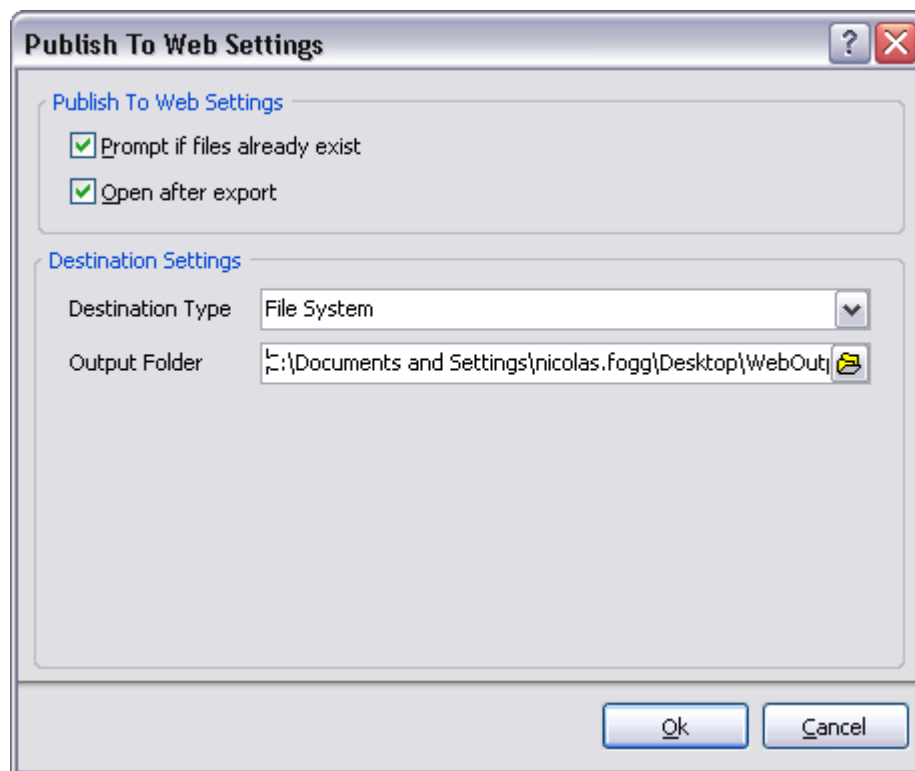 Publish To Web Settings
Publish To Web Settings
Prompt if files already exist
Open after export
Destination Settings
Destination Type File System
Output Folder C:\Documents and Settings\nicolas.fogg\Desktop\WebOutp
Ok Cancel